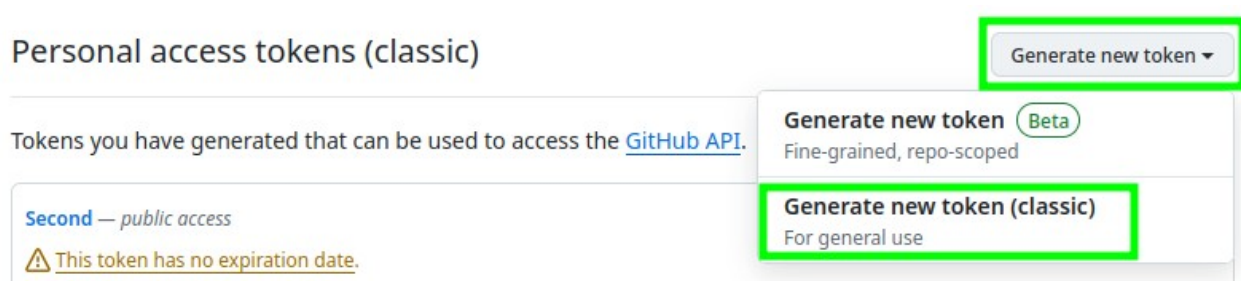 Personal access tokens (classic)
Generate new token
Generate new token Beta
Fine-grained, repo-scoped
Tokens you have generated that can be used to access the GitHub API.
Generate new token (classic)
For general use
Second — public access
This token has no expiration date.